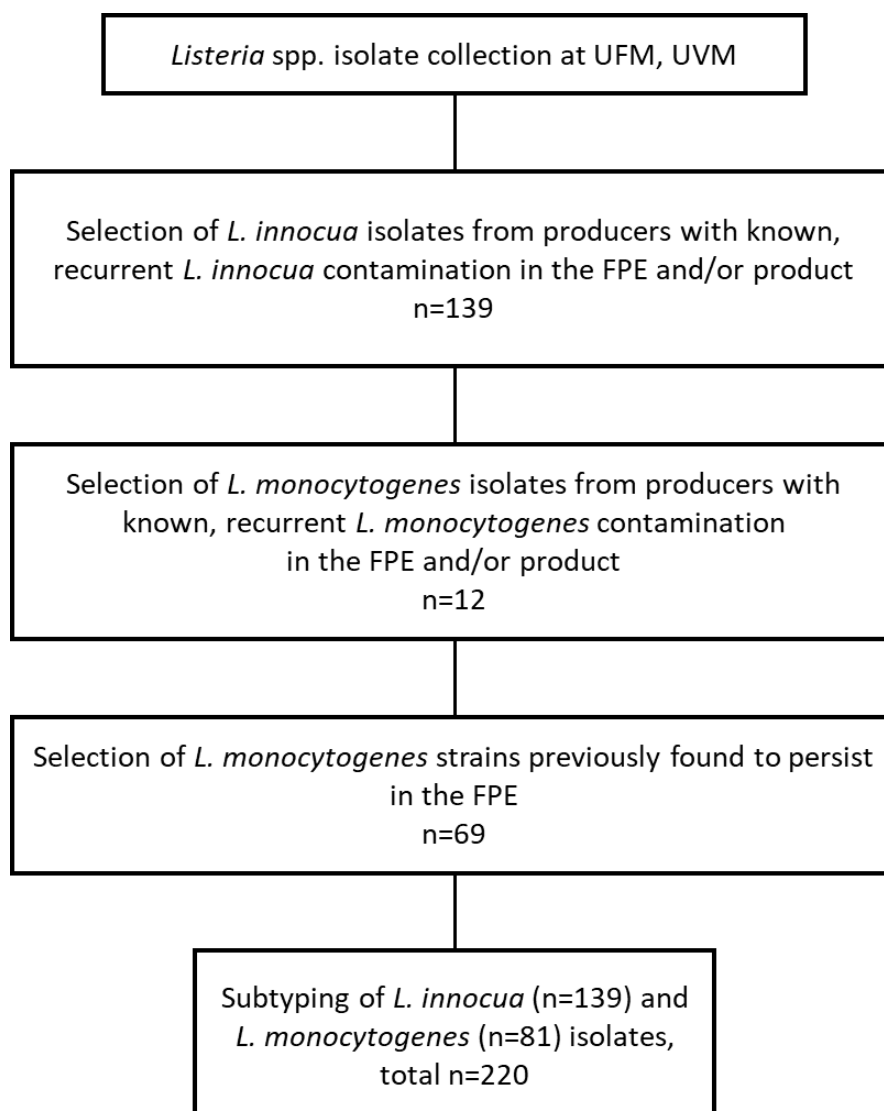 Listeria spp. isolate collection at UFM, UVM
Selection of L. innocua isolates from producers with known,
recurrent L. innocua contamination in the FPE and/or product
n=139
Selection of L. monocytogenes isolates from producers with
known, recurrent L. monocytogenes contamination
in the FPE and/or product
n=12
Selection of L. monocytogenes strains previously found to persist
in the FPE
n=69
Subtyping of L. innocua (n=139) and
L. monocytogenes (n=81) isolates,
total n=220